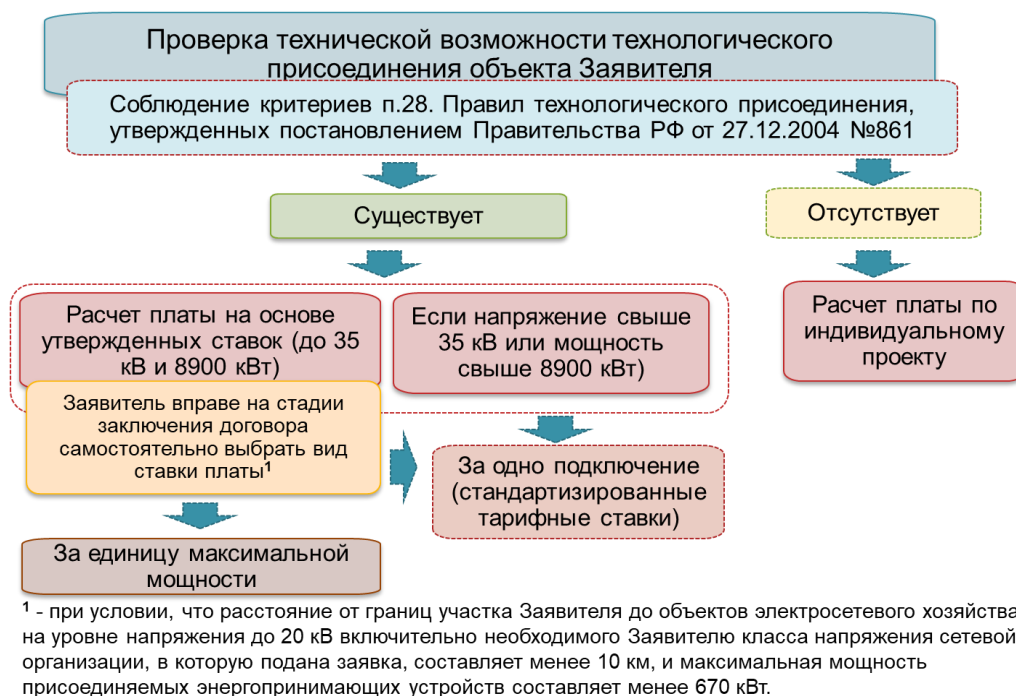 Проверка технической возможности технологического
присоединения объекта Заявителя
Соблюдение критериев п.28. Правил технологического присоединения,
утвержденных постановлением Правительства РФ от 27.12.2004 №861
Существует
Отсутствует
Расчет платы на основе
утвержденных ставок (до 35
кВ и 8900 кВт)
Если напряжение свыше
35 кВ или мощность
свыше 8900 кВт)
Расчет платы по
индивидуальному
проекту
Заявитель вправе на стадии
заключения договора
самостоятельно выбрать вид
ставки платы¹
За одно подключение
(стандартизированные
тарифные ставки)
За единицу максимальной
мощности
¹ - при условии, что расстояние от границ участка Заявителя до объектов электросетевого хозяйства
на уровне напряжения до 20 кВ включительно необходимого Заявителю класса напряжения сетевой
организации, в которую подана заявка, составляет менее 10 км, и максимальная мощность
присоединяемых энергопринимающих устройств составляет менее 670 кВт.